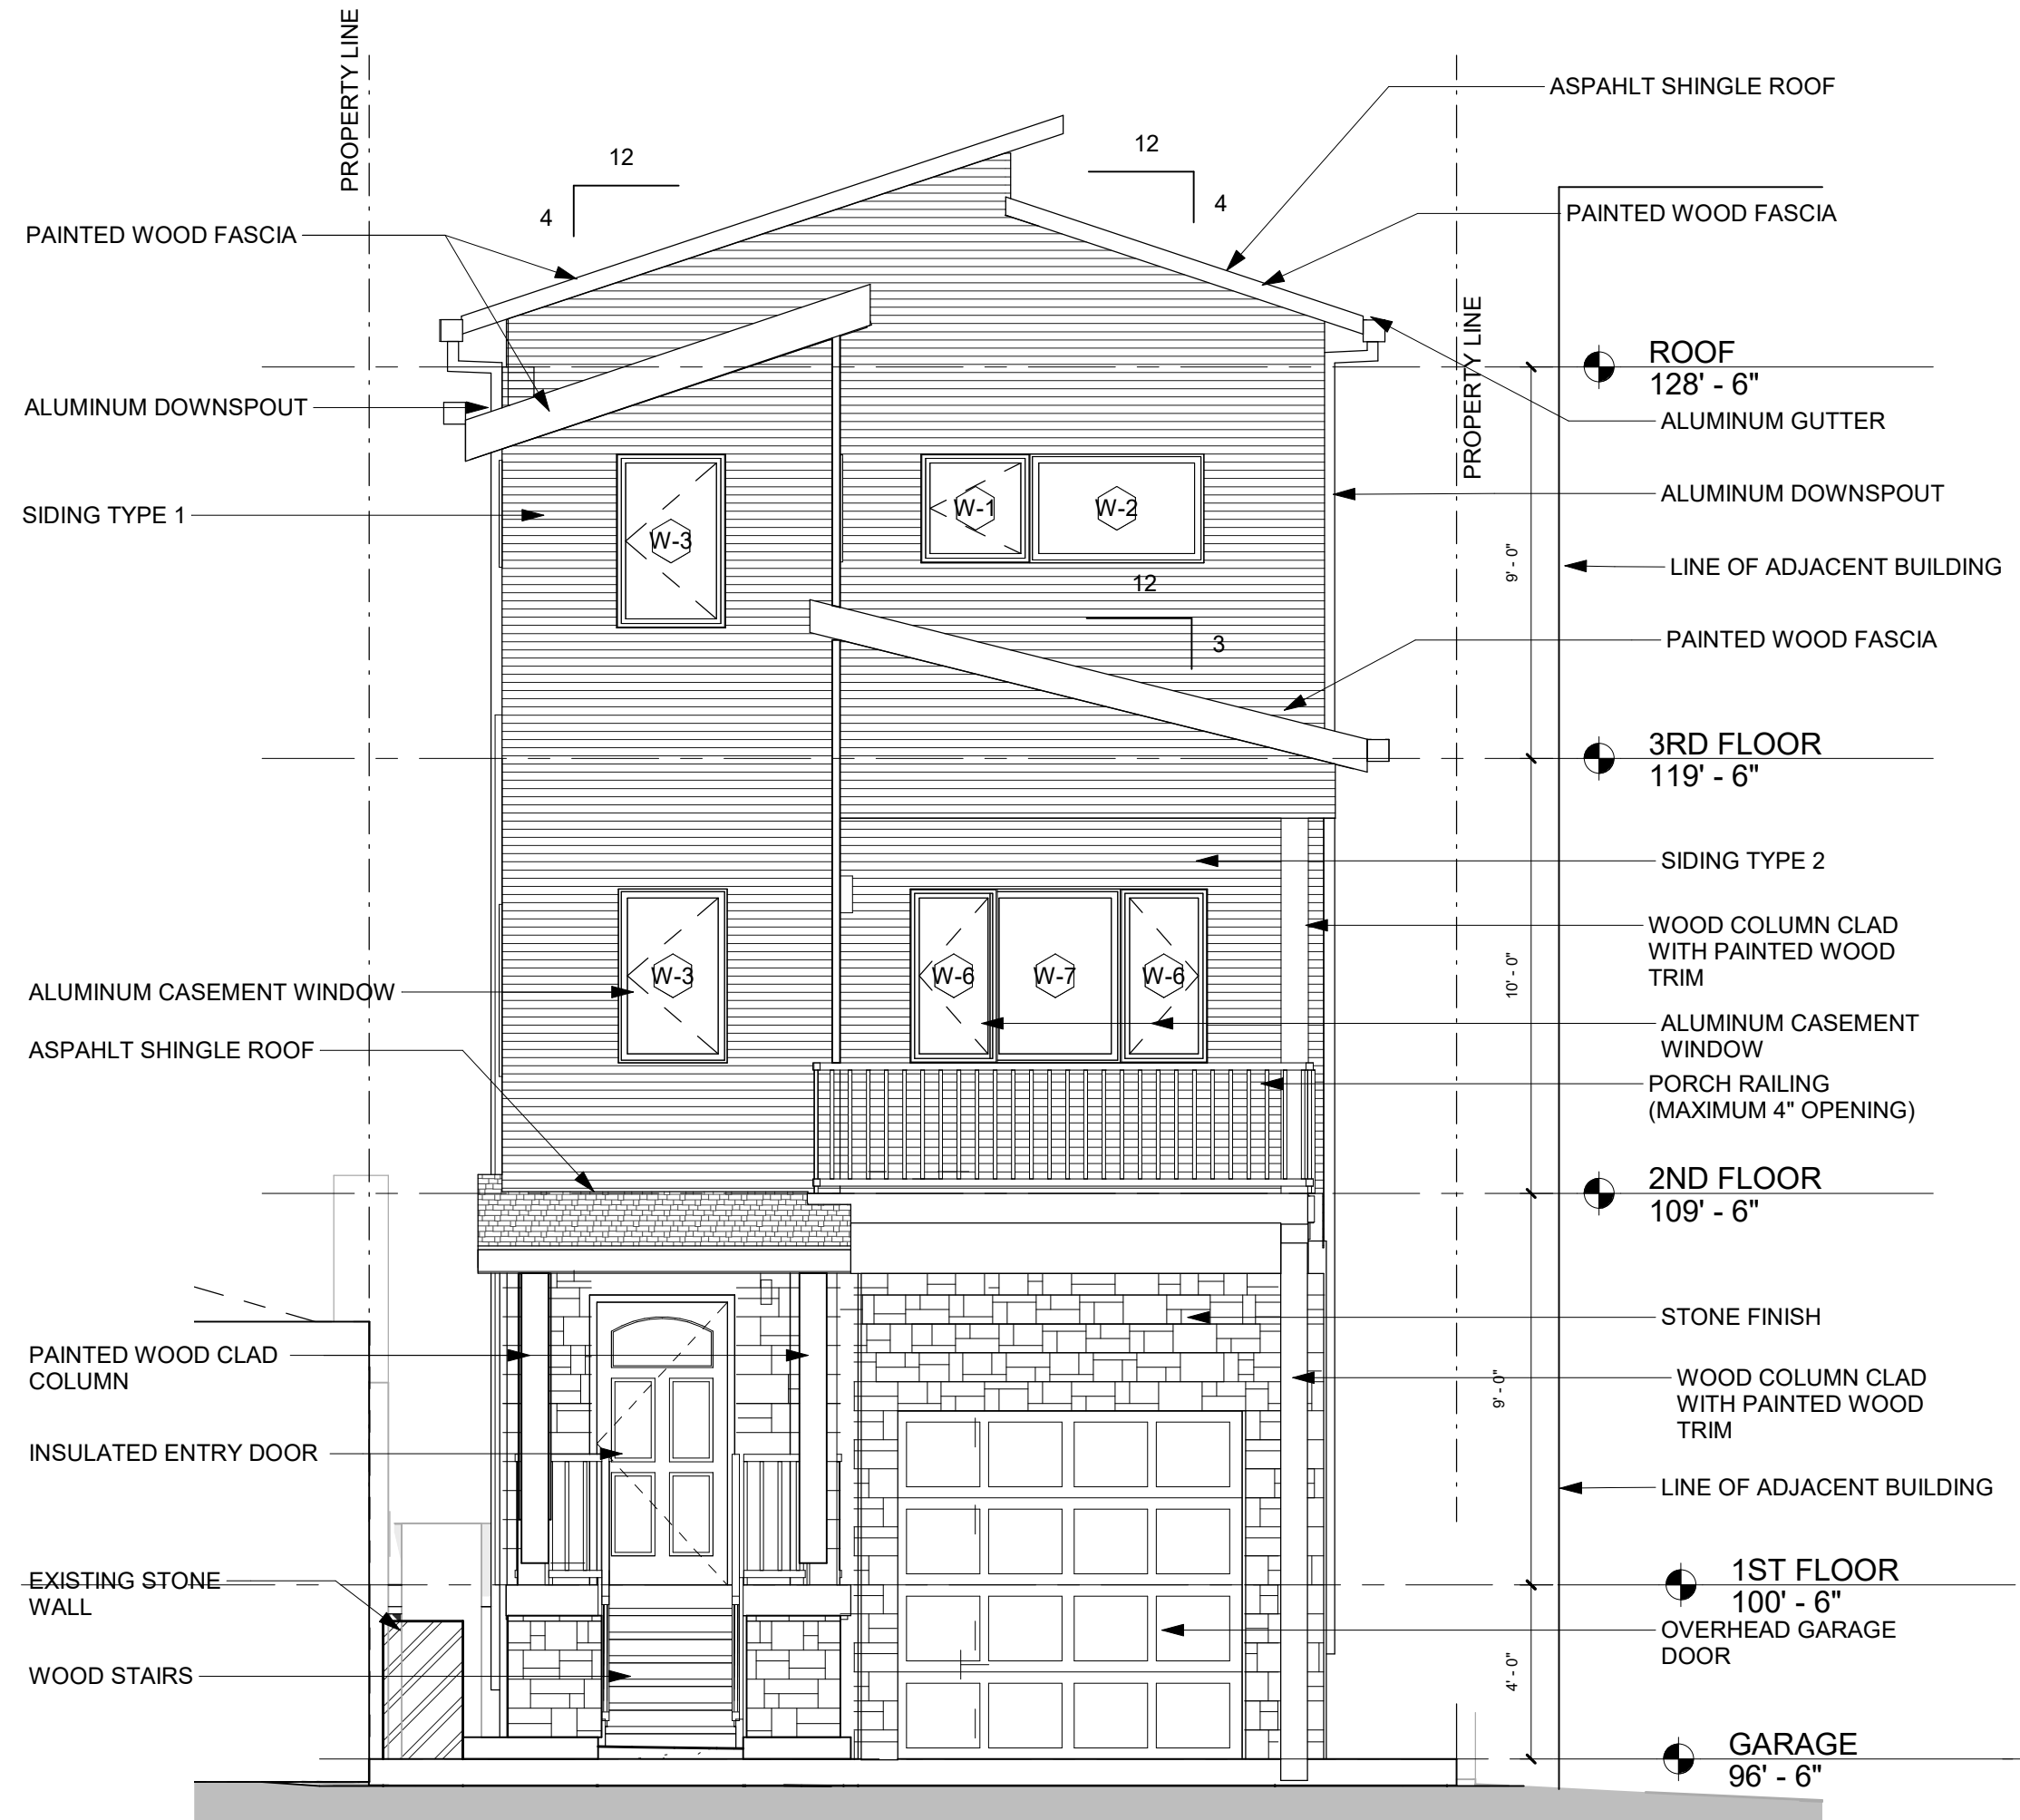 PROPERTY LINE
ASPAHLT SHINGLE ROOF
12
4
12
4
PAINTED WOOD FASCIA
PAINTED WOOD FASCIA
PROPERTY LINE
ROOF
128' - 6"
ALUMINUM DOWNSPOUT
ALUMINUM GUTTER
SIDING TYPE 1
W-3
W-1
W-2
ALUMINUM DOWNSPOUT
9' - 0"
LINE OF ADJACENT BUILDING
12
3
PAINTED WOOD FASCIA
3RD FLOOR
119' - 6"
SIDING TYPE 2
WOOD COLUMN CLAD
WITH PAINTED WOOD
TRIM
10' - 0"
W-3
W-6
W-7
W-6
ALUMINUM CASEMENT WINDOW
ALUMINUM CASEMENT
WINDOW
ASPAHLT SHINGLE ROOF
PORCH RAILING
(MAXIMUM 4" OPENING)
2ND FLOOR
109' - 6"
STONE FINISH
PAINTED WOOD CLAD
COLUMN
9' - 0"
WOOD COLUMN CLAD
WITH PAINTED WOOD
TRIM
INSULATED ENTRY DOOR
LINE OF ADJACENT BUILDING
EXISTING STONE
WALL
1ST FLOOR
100' - 6"
OVERHEAD GARAGE
DOOR
WOOD STAIRS
4' - 0"
GARAGE
96' - 6"